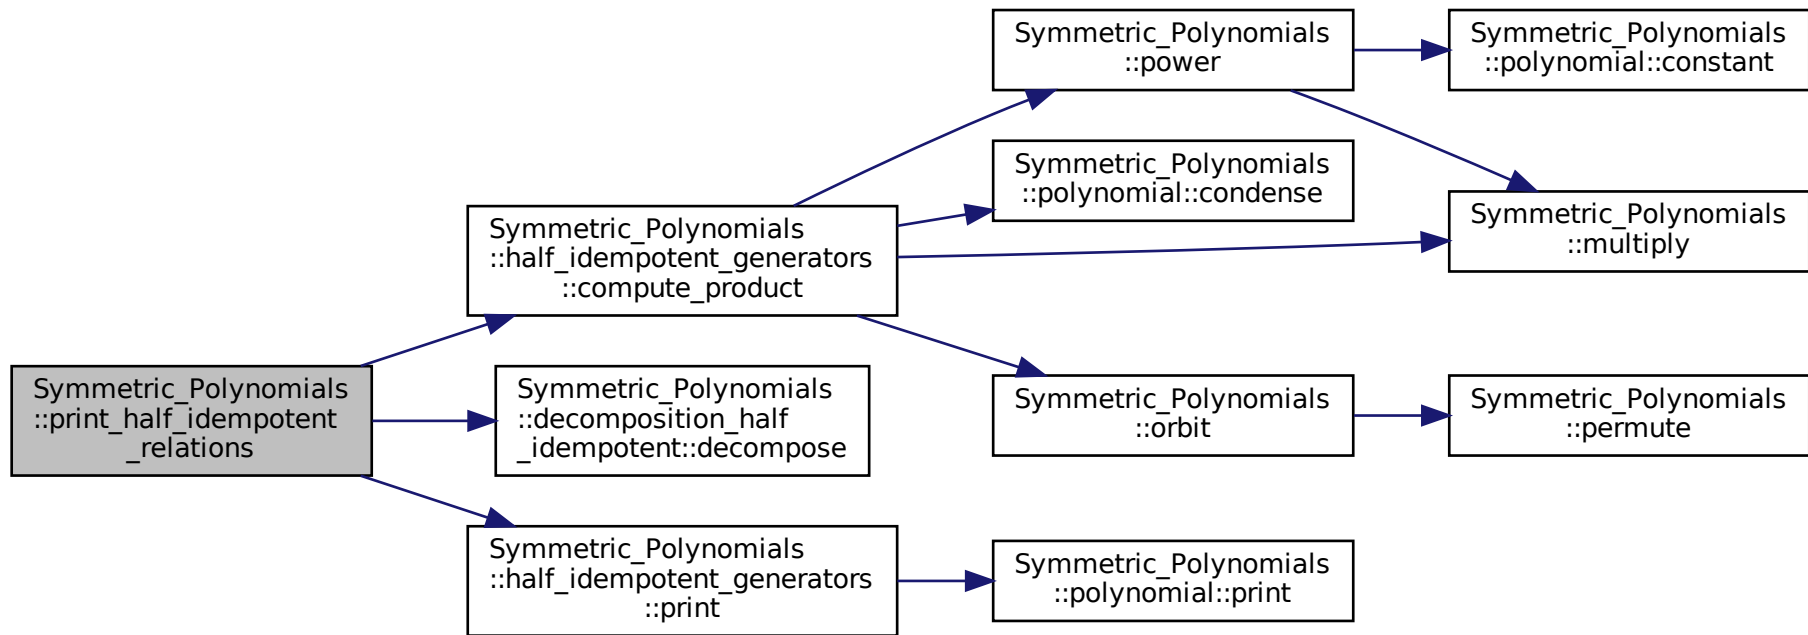 Symmetric_Polynomials
::power
Symmetric_Polynomials
::polynomial::constant
Symmetric_Polynomials
::polynomial::condense
Symmetric_Polynomials
::half_idempotent_generators
::compute_product
Symmetric_Polynomials
::multiply
Symmetric_Polynomials
::print_half_idempotent
_relations
Symmetric_Polynomials
::decomposition_half
_idempotent::decompose
Symmetric_Polynomials
::orbit
Symmetric_Polynomials
::permute
Symmetric_Polynomials
::half_idempotent_generators
::print
Symmetric_Polynomials
::polynomial::print